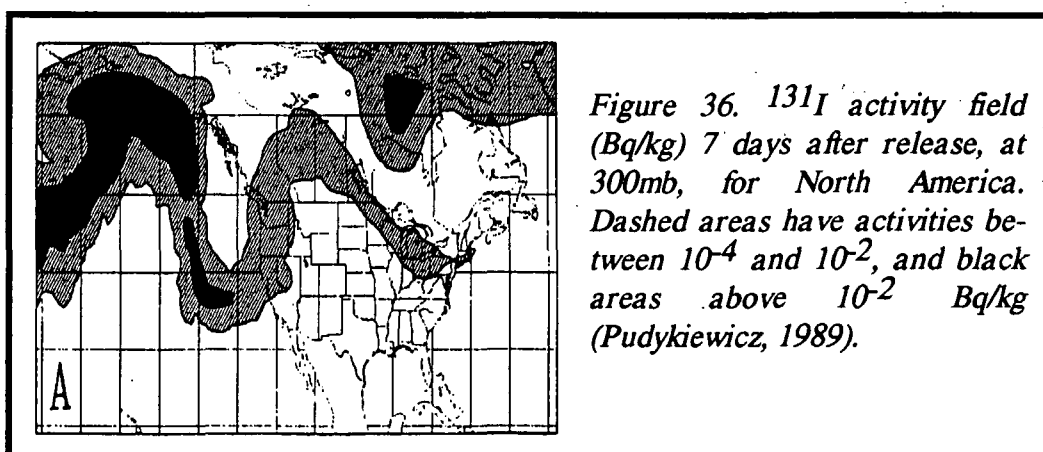 A
Figure 36. 131I activity field
(Bq/kg) 7 days after release, at
300mb, for North America.
Dashed areas have activities be-
tween 10-4 and 10-2, and black
areas above 10-2 Bq/kg
(Pudykiewicz, 1989).